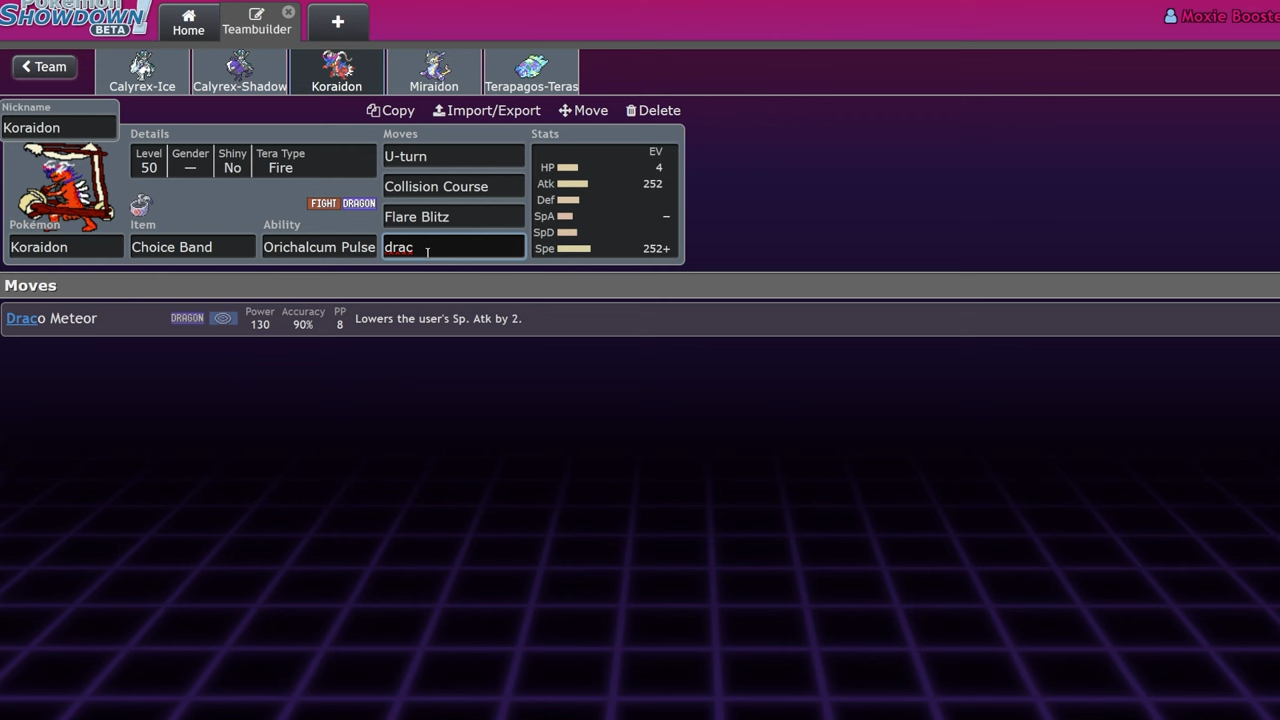 Pokémon
SHOWDOWN!
BETA
Home
Teambuilder
+
Moxie Booste
Team
Calyrex-Ice
Calyrex-Shadow
Koraidon
Miraidon
Terapagos-Teras
Nickname
Koraidon
Copy
Import/Export
Move
Delete
Details
Level
50
Gender
—
Shiny
No
Tera Type
Fire
FIGHT DRAGON
Pokémon
Koraidon
Item
Choice Band
Ability
Orichalcum Pulse
Moves
U-turn
Collision Course
Flare Blitz
drac
Stats
EV
HP 4
Atk 252
Def
SpA –
SpD
Spe 252+
Moves
Draco Meteor
DRAGON
Power
130
Accuracy
90%
PP
8
Lowers the user's Sp. Atk by 2.